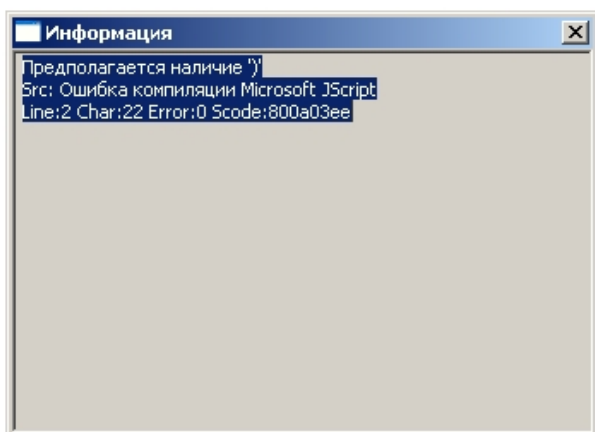 Информация
Предполагается наличие ')'
Src: Ошибка компиляции Microsoft JScript
Line:2 Char:22 Error:0 Scode:800a03ee